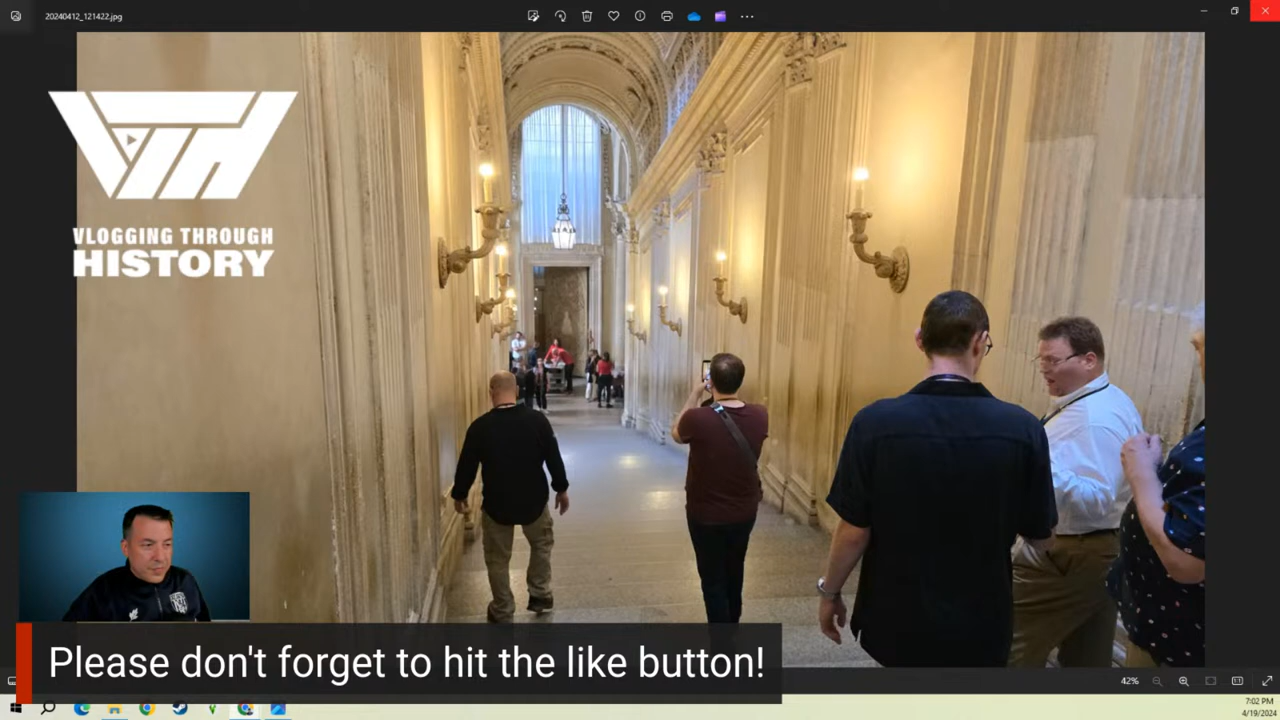 20240412_121422.jpg
VTH
VLOGGING THROUGH
HISTORY
Please don't forget to hit the like button!
42%
7:02 PM
4/19/2024